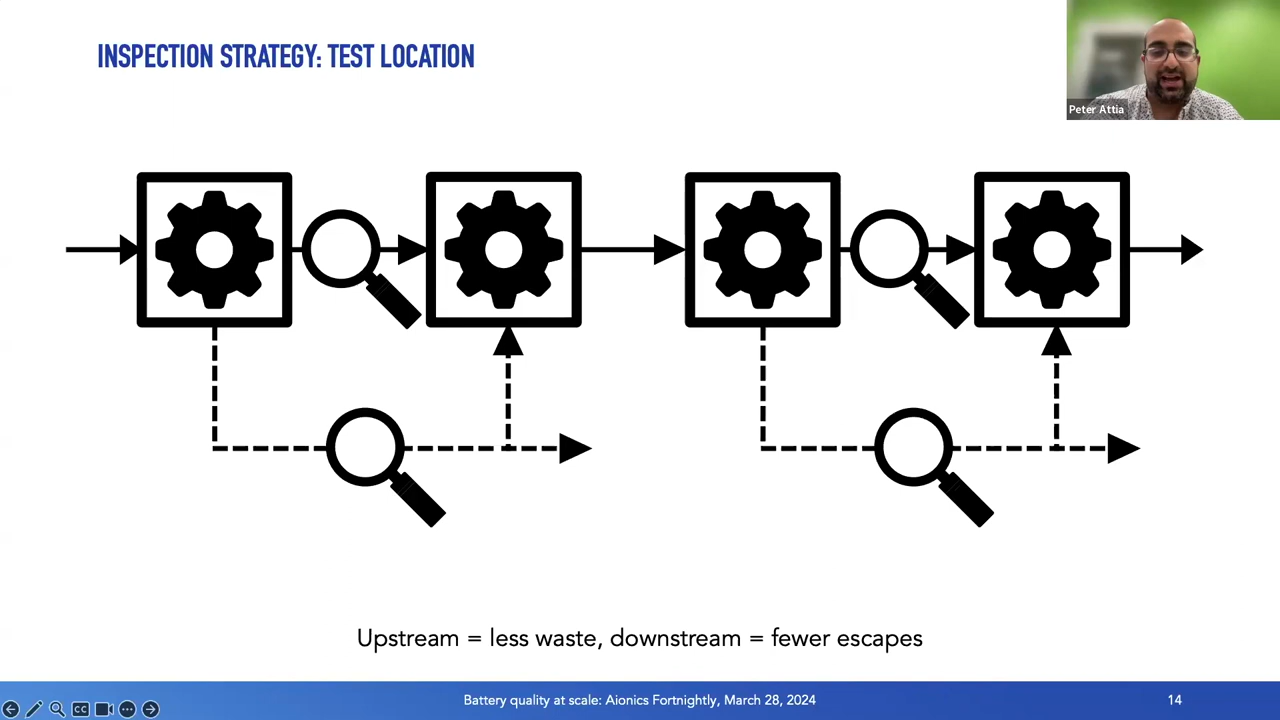 INSPECTION STRATEGY: TEST LOCATION
Peter Attia
Upstream = less waste, downstream = fewer escapes
Battery quality at scale: Aionics Fortnightly, March 28, 2024
14
CC